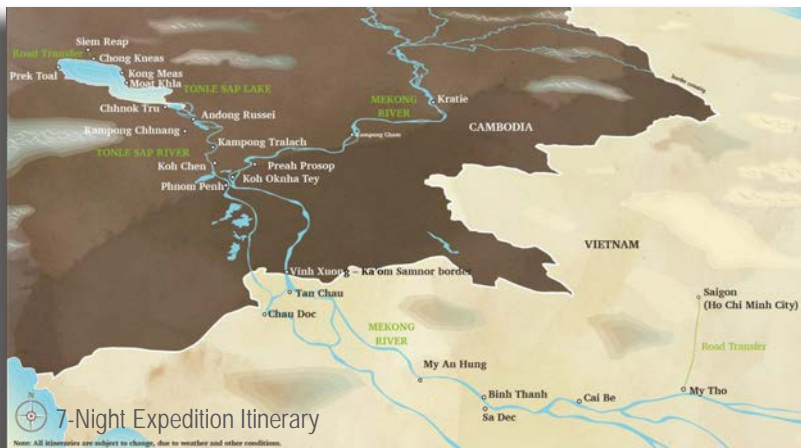 Siem Reap
Road Transfer
Chong Kneas
Prek Toal
Kong Meas
Moat Khla
TONLE SAP LAKE
Chhnok Tru
Andong Russei
Kampong Chhnang
TONLE SAP RIVER
Kampong Tralach
Koh Chen
Preah Prosop
Koh Oknha Tey
Phnom Penh
MEKONG
RIVER
Kratie
Kampong Cham
CAMBODIA
border crossing
VIETNAM
Vinh Xuong – Ka'om Samnor border
Tan Chau
Chau Doc
MEKONG
RIVER
My An Hung
Binh Thanh
Sa Dec
Cai Be
My Tho
Saigon
(Ho Chi Minh City)
Road Transfer
N
7-Night Expedition Itinerary
Note: All itineraries are subject to change, due to weather and other conditions.